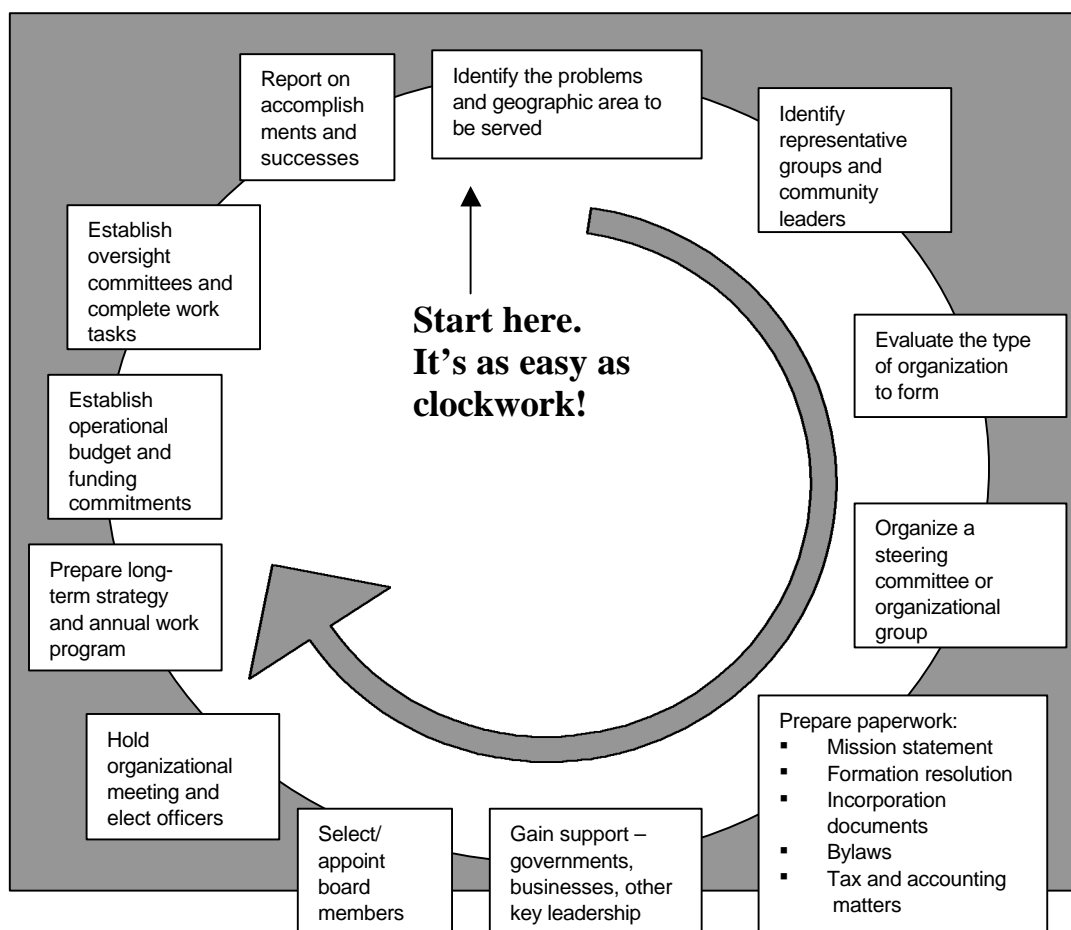 Identify the problems
and geographic area to
be served
Identify
representative
groups and
community
leaders
Evaluate the type
of organization
to form
Organize a
steering
committee or
organizational
group
Prepare paperwork:
▪ Mission statement
▪ Formation resolution
▪ Incorporation
documents
▪ Bylaws
▪ Tax and accounting
matters
Gain support –
governments,
businesses, other
key leadership
Select/
appoint
board
members
Hold
organizational
meeting and
elect officers
Prepare long-
term strategy
and annual work
program
Establish
operational
budget and
funding
commitments
Establish
oversight
committees and
complete work
tasks
Report on
accomplish
ments and
successes
Start here.
It’s as easy as
clockwork!